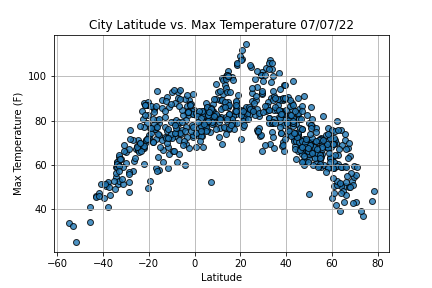 City Latitude vs. Max Temperature 07/07/22
Max Temperature (F)
100
80
60
40
−60 −40 −20 0 20 40 60 80
Latitude